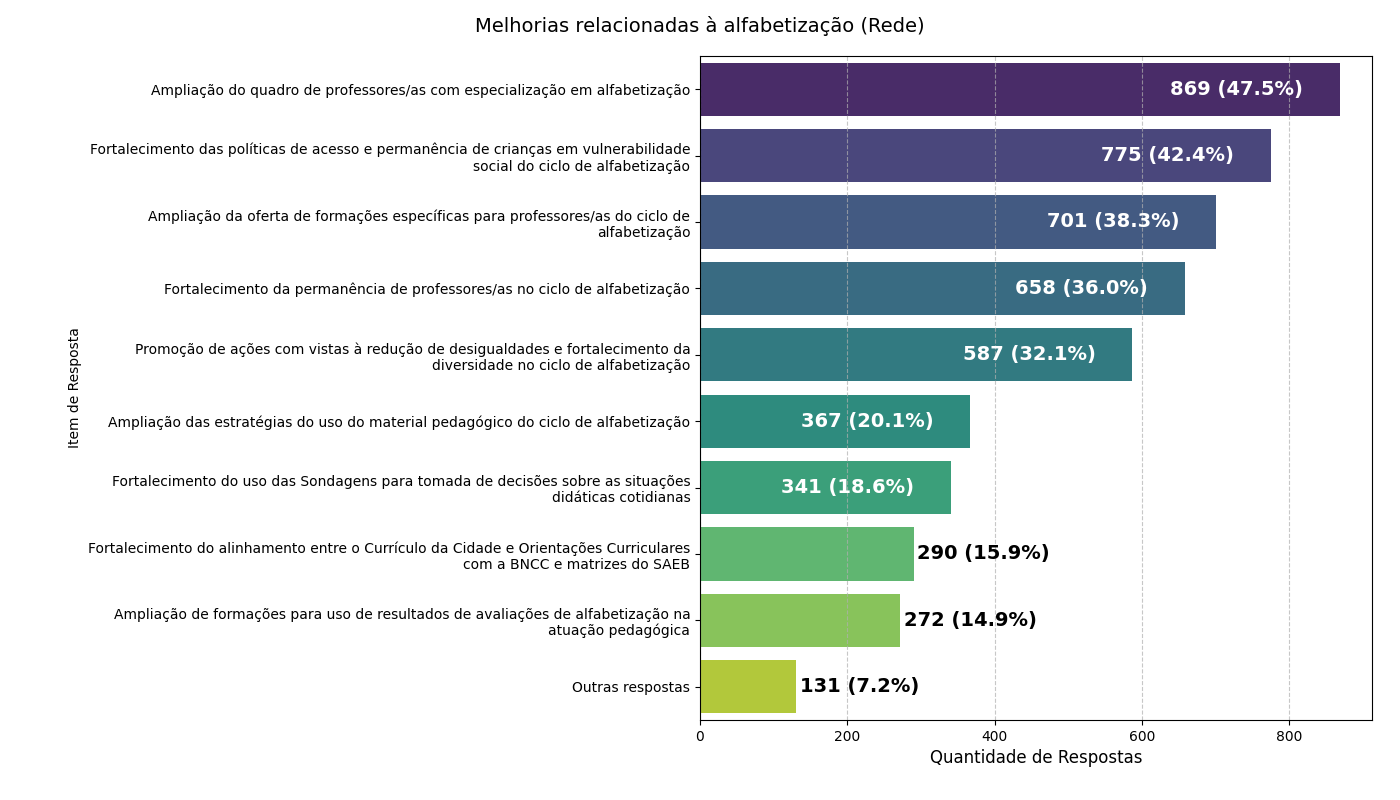 Melhorias relacionadas à alfabetização (Rede)
Ampliação do quadro de professores/as com especialização em alfabetização
869 (47.5%)
Fortalecimento das políticas de acesso e permanência de crianças em vulnerabilidade
social do ciclo de alfabetização
775 (42.4%)
Ampliação da oferta de formações específicas para professores/as do ciclo de
alfabetização
701 (38.3%)
Fortalecimento da permanência de professores/as no ciclo de alfabetização
658 (36.0%)
Promoção de ações com vistas à redução de desigualdades e fortalecimento da
diversidade no ciclo de alfabetização
587 (32.1%)
Ampliação das estratégias do uso do material pedagógico do ciclo de alfabetização
367 (20.1%)
Fortalecimento do uso das Sondagens para tomada de decisões sobre as situações
didáticas cotidianas
341 (18.6%)
Fortalecimento do alinhamento entre o Currículo da Cidade e Orientações Curriculares
com a BNCC e matrizes do SAEB
290 (15.9%)
Ampliação de formações para uso de resultados de avaliações de alfabetização na
atuação pedagógica
272 (14.9%)
Outras respostas
131 (7.2%)
Item de Resposta
0 200 400 600 800
Quantidade de Respostas